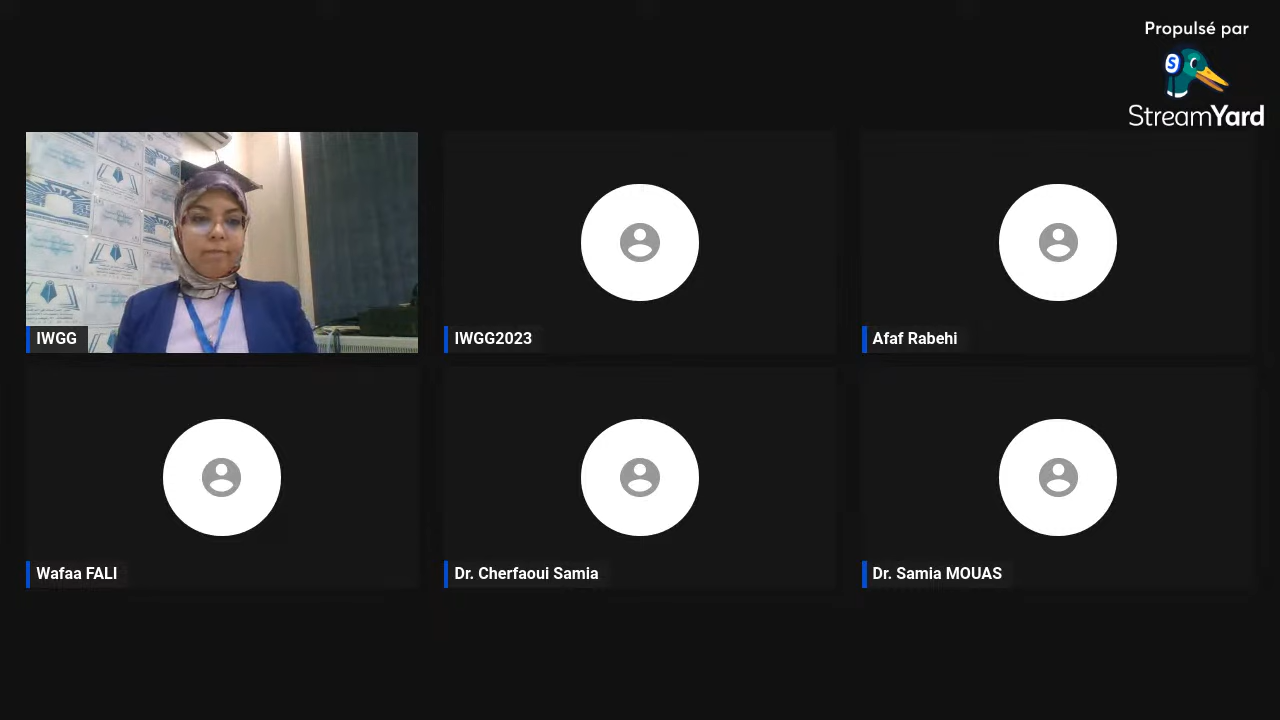 Propulsé par
S
StreamYard
IWGG
IWGG2023
Afaf Rabehi
Wafaa FALI
Dr. Cherfaoui Samia
Dr. Samia MOUAS